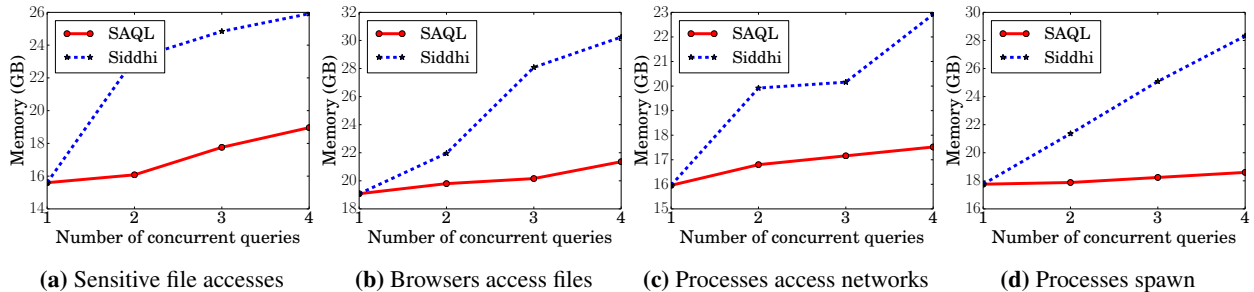 26
24
22
20
18
16
14
Memory (GB)
SAQL
Siddhi
1 2 3 4
Number of concurrent queries
(a) Sensitive file accesses
32
30
28
26
24
22
20
18
Memory (GB)
SAQL
Siddhi
1 2 3 4
Number of concurrent queries
(b) Browsers access files
23
22
21
20
19
18
17
16
15
Memory (GB)
SAQL
Siddhi
1 2 3 4
Number of concurrent queries
(c) Processes access networks
30
28
26
24
22
20
18
16
Memory (GB)
SAQL
Siddhi
1 2 3 4
Number of concurrent queries
(d) Processes spawn